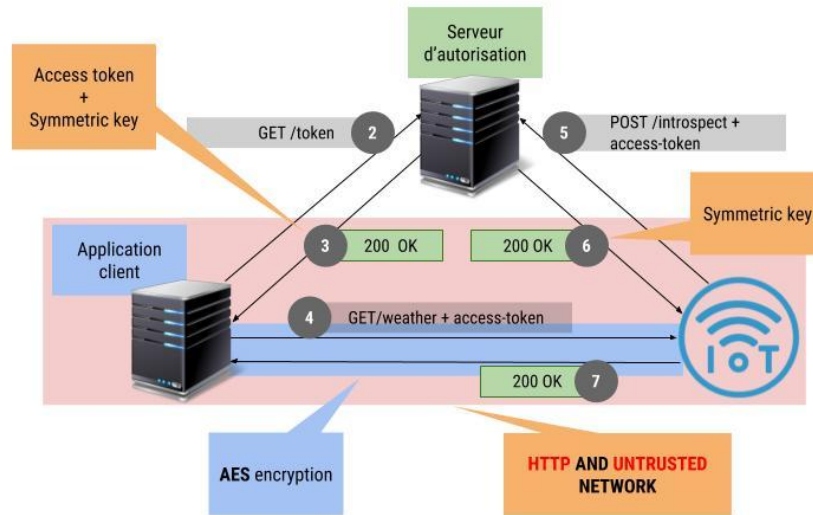 Serveur
d'autorisation
Access token
+
Symmetric key
GET /token
2
5
POST /introspect +
access-token
Symmetric key
Application
client
3
200 OK
200 OK
6
4
GET/weather + access-token
IoT
200 OK
7
AES encryption
HTTP AND UNTRUSTED
NETWORK